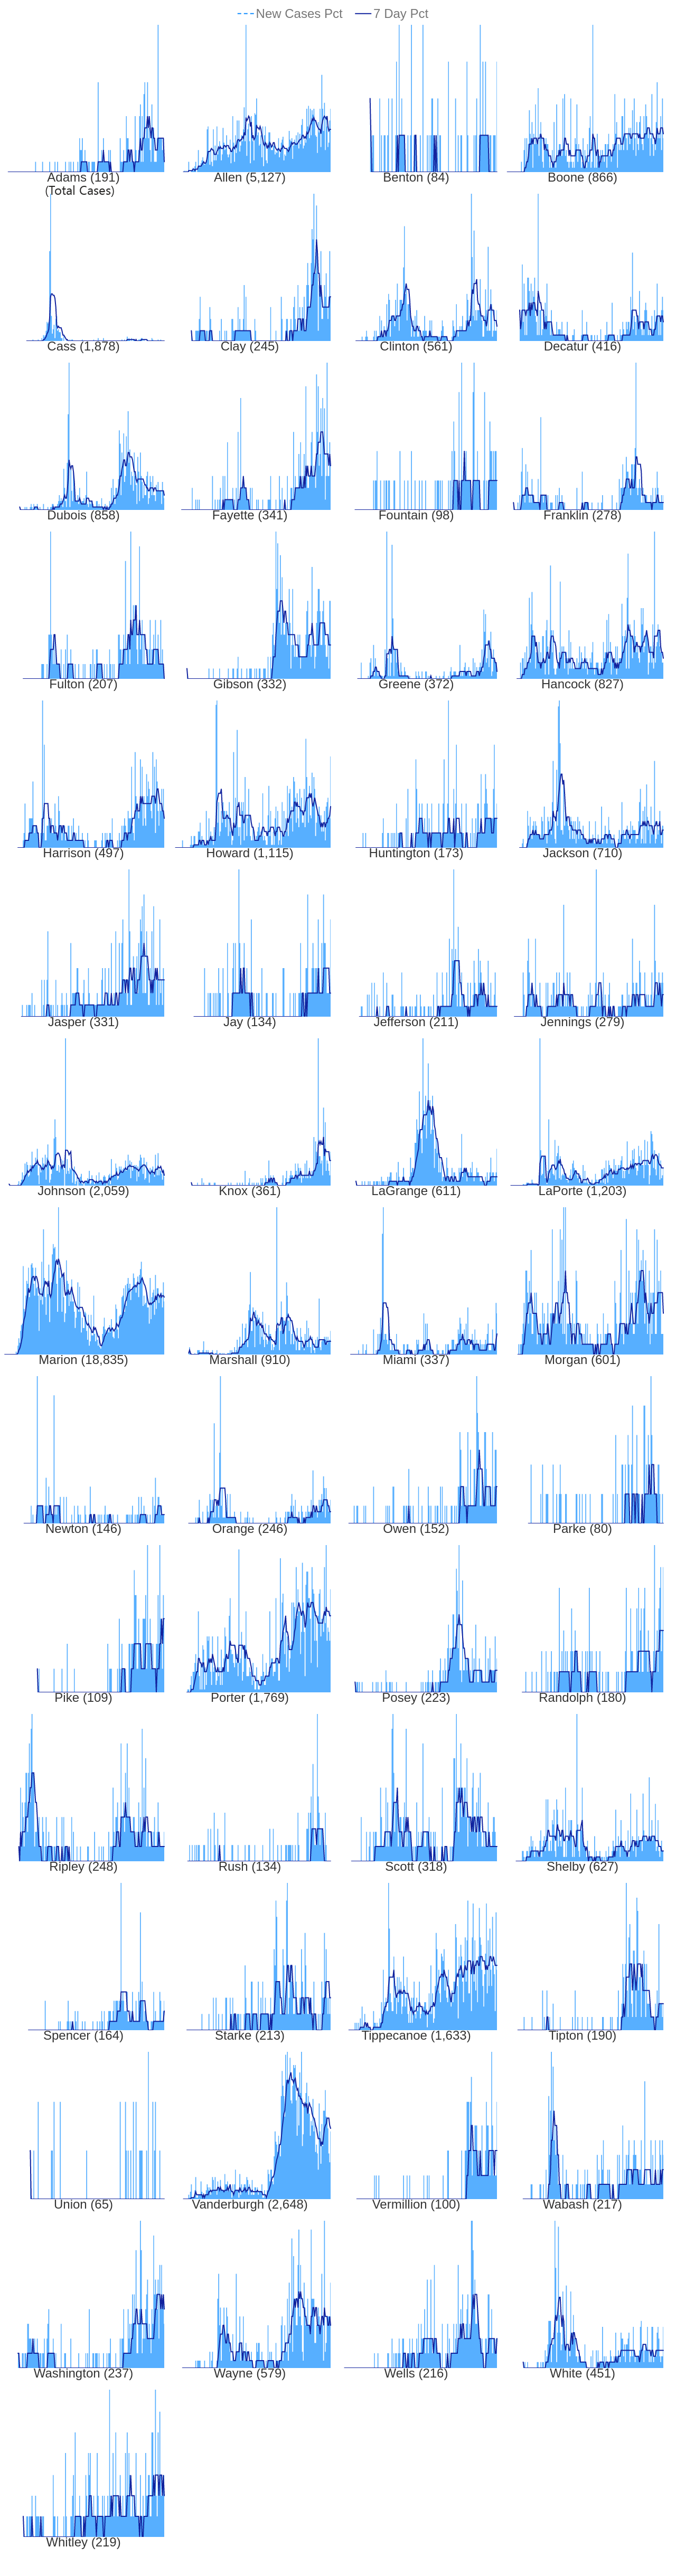 New Cases Pct 7 Day Pct
Adams (191) Allen (5,127) Benton (84) Boone (866)
(Total Cases)
Cass (1,878) Clay (245) Clinton (561) Decatur (416)
Dubois (858) Fayette (341) Fountain (98) Franklin (278)
Fulton (207) Gibson (332) Greene (372) Hancock (827)
Harrison (497) Howard (1,115) Huntington (173) Jackson (710)
Jasper (331) Jay (134) Jefferson (211) Jennings (279)
Johnson (2,059) Knox (361) LaGrange (611) LaPorte (1,203)
Marion (18,835) Marshall (910) Miami (337) Morgan (601)
Newton (146) Orange (246) Owen (152) Parke (80)
Pike (109) Porter (1,769) Posey (223) Randolph (180)
Ripley (248) Rush (134) Scott (318) Shelby (627)
Spencer (164) Starke (213) Tippecanoe (1,633) Tipton (190)
Union (65) Vanderburgh (2,648) Vermillion (100) Wabash (217)
Washington (237) Wayne (579) Wells (216) White (451)
Whitley (219)